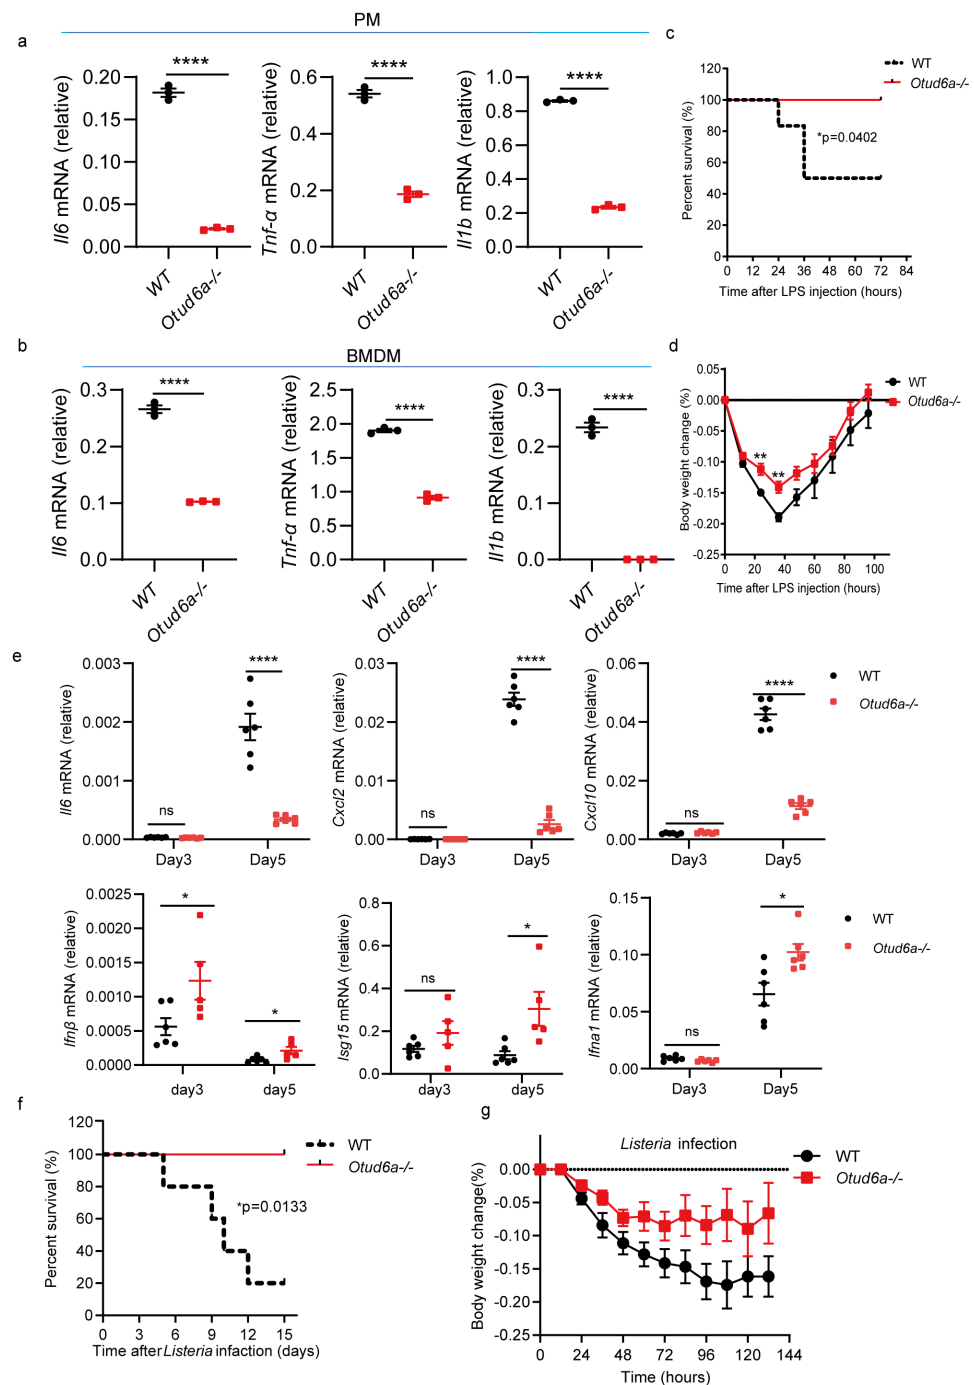 PM
a
Il6 mRNA (relative)
0.20
0.15
0.10
0.05
0.00
****
WT
Otud6a-/-
Tnf-α mRNA (relative)
0.6
0.4
0.2
0.0
****
WT
Otud6a-/-
Il1b mRNA (relative)
1.0
0.8
0.6
0.4
0.2
0.0
****
WT
Otud6a-/-
c
WT
Otud6a-/-
Percent survival (%)
120
100
80
60
40
20
0
*p=0.0402
0 12 24 36 48 60 72 84
Time after LPS injection (hours)
b
BMDM
Il6 mRNA (relative)
0.3
0.2
0.1
0.0
****
WT
Otud6a-/-
Tnf-α mRNA (relative)
2.5
2.0
1.5
1.0
0.5
0.0
****
WT
Otud6a-/-
Il1b mRNA (relative)
0.3
0.2
0.1
0.0
****
WT
Otud6a-/-
d
WT
Otud6a-/-
Body weight change (%)
0.05
0.00
-0.05
-0.10
-0.15
-0.20
-0.25
**
**
0 20 40 60 80 100
Time after LPS injection (hours)
e
Il6 mRNA (relative)
0.003
0.002
0.001
0.000
ns
****
Day3 Day5
Cxcl2 mRNA (relative)
0.03
0.02
0.01
0.00
ns
****
Day3 Day5
Cxcl10 mRNA (relative)
0.06
0.04
0.02
0.00
ns
****
Day3 Day5
WT
Otud6a-/-
Ifnβ mRNA (relative)
0.0025
0.0020
0.0015
0.0010
0.0005
0.0000
*
*
day3 day5
Isg15 mRNA (relative)
0.8
0.6
0.4
0.2
0.0
ns
*
day3 day5
Ifna1 mRNA (relative)
0.15
0.10
0.05
0.00
ns
*
Day3 Day5
WT
Otud6a-/-
f
Percent survival (%)
120
100
80
60
40
20
0
*p=0.0133
WT
Otud6a-/-
0 3 6 9 12 15
Time after Listeria infaction (days)
g
Listeria infection
WT
Otud6a-/-
Body weight change(%)
0.00
-0.05
-0.10
-0.15
-0.20
-0.25
0 24 48 72 96 120 144
Time (hours)